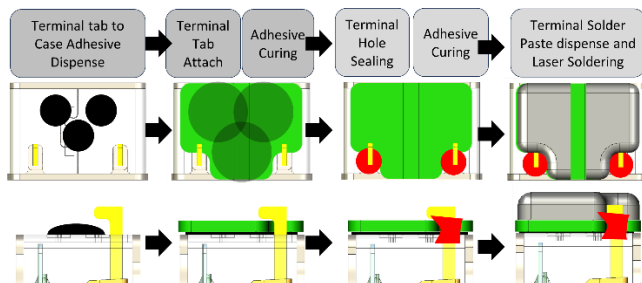 Terminal tab to
Case Adhesive
Dispense
Terminal
Tab
Attach
Adhesive
Curing
Terminal
Hole
Sealing
Adhesive
Curing
Terminal Solder
Paste dispense and
Laser Soldering